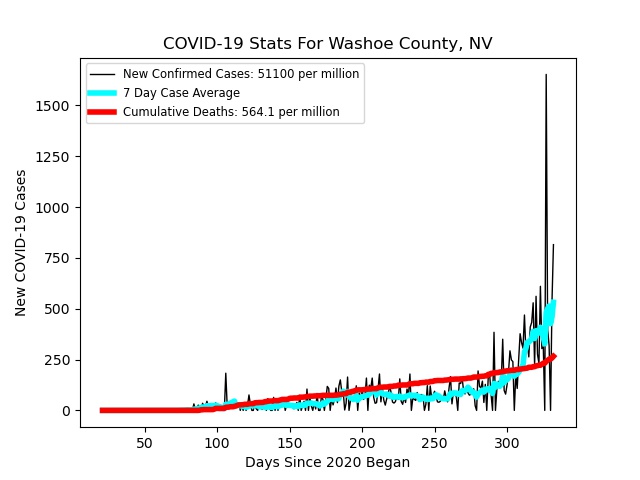 COVID-19 Stats For Washoe County, NV
New Confirmed Cases: 51100 per million
7 Day Case Average
Cumulative Deaths: 564.1 per million
New COVID-19 Cases
1500
1250
1000
750
500
250
0
50 100 150 200 250 300
Days Since 2020 Began